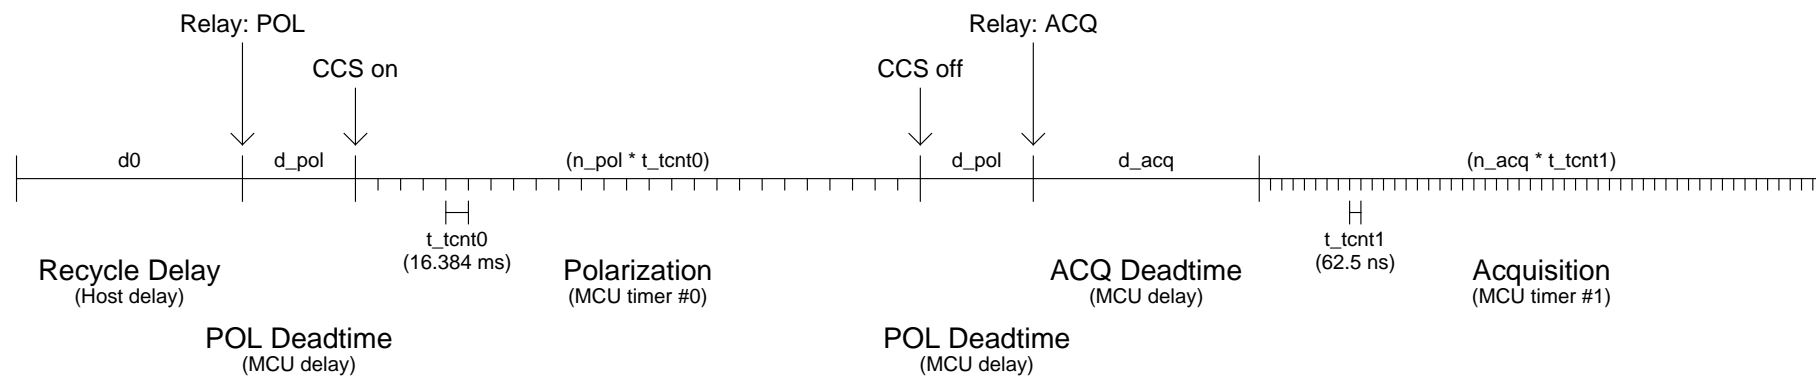 Relay: POL
Relay: ACQ
CCS on
CCS off
d0
d_pol
(n_pol * t_tcnt0)
d_pol
d_acq
(n_acq * t_tcnt1)
t_tcnt0
(16.384 ms)
t_tcnt1
(62.5 ns)
Recycle Delay
(Host delay)
Polarization
(MCU timer #0)
ACQ Deadtime
(MCU delay)
Acquisition
(MCU timer #1)
POL Deadtime
(MCU delay)
POL Deadtime
(MCU delay)